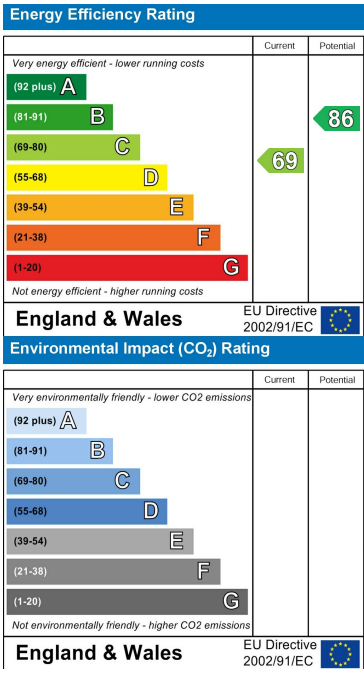 Energy Efficiency Rating
Current Potential
Very energy efficient - lower running costs
(92 plus) A
(81-91) B
86
(69-80) C
69
(55-68) D
(39-54) E
(21-38) F
(1-20) G
Not energy efficient - higher running costs
England & Wales
EU Directive
2002/91/EC
Environmental Impact (CO₂) Rating
Current Potential
Very environmentally friendly - lower CO2 emissions
(92 plus) A
(81-91) B
(69-80) C
(55-68) D
(39-54) E
(21-38) F
(1-20) G
Not environmentally friendly - higher CO2 emissions
England & Wales
EU Directive
2002/91/EC